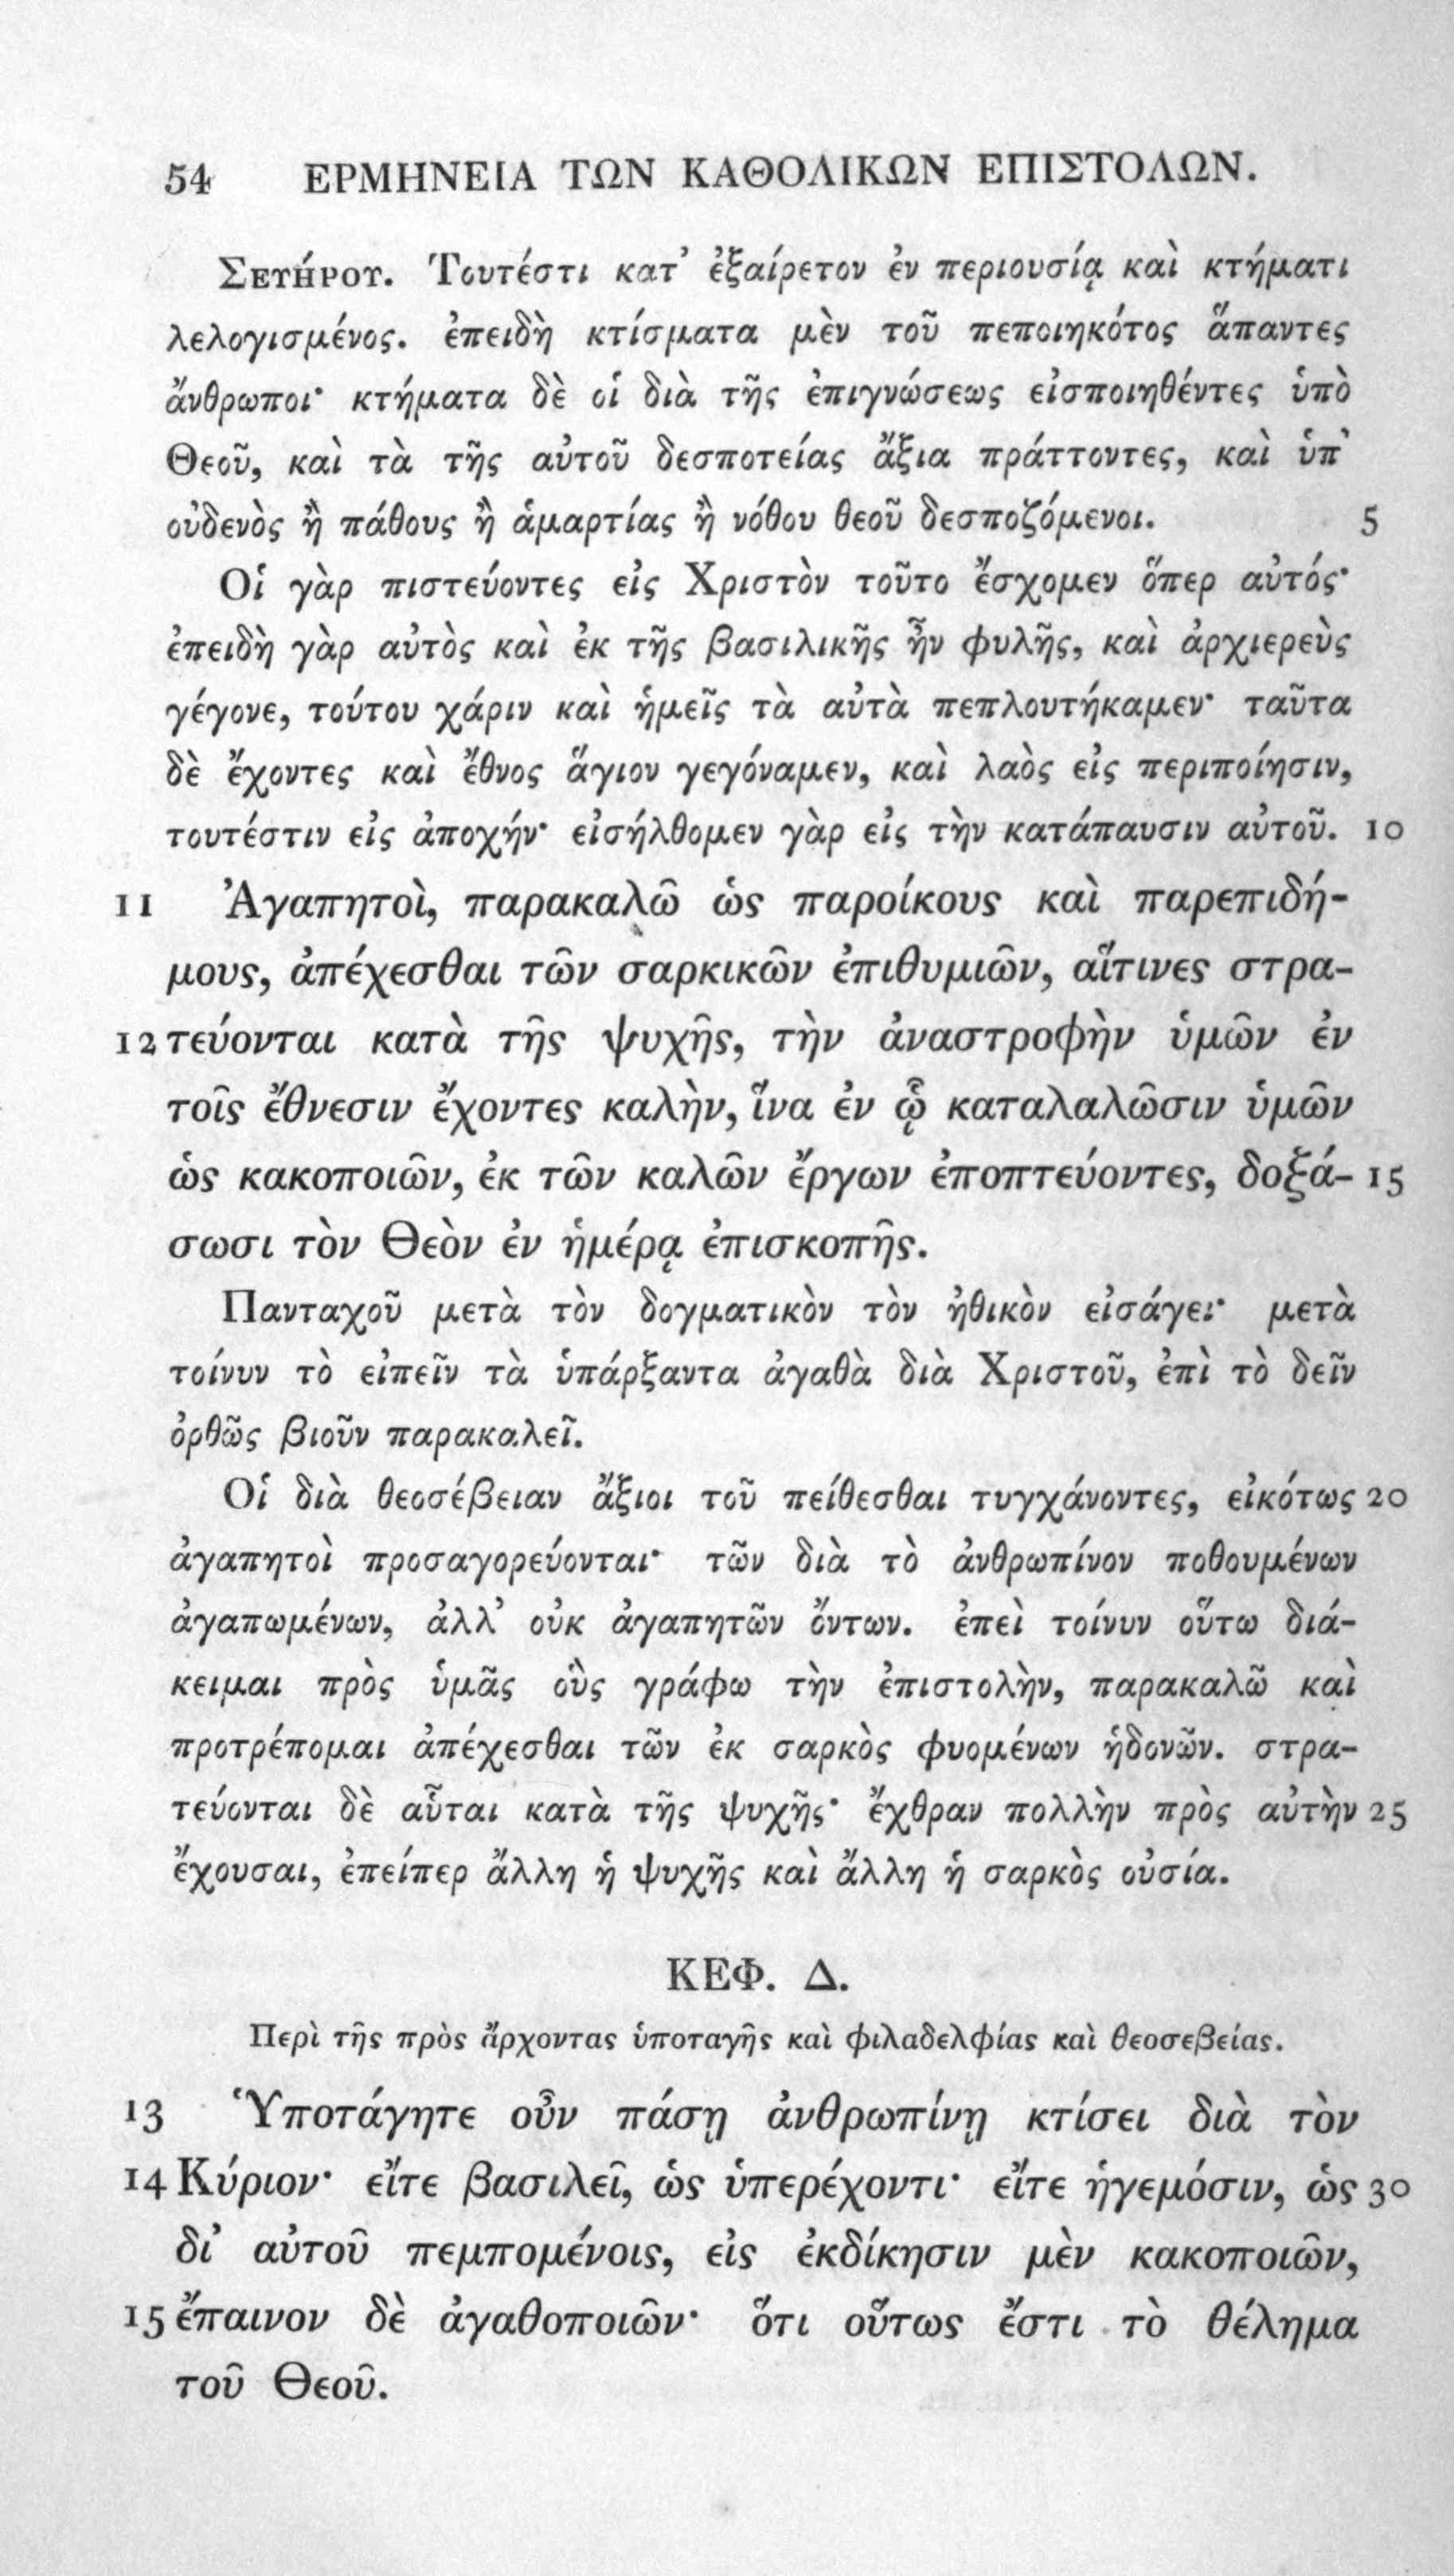 54 ΕΡΜΗΝΕΙΑ ΤΩΝ ΚΑΘΟΛΙΚΩΝ ΕΠΙΣΤΟΛΩΝ.
Σευήρου. Τουτέστι κατ᾽ ἐξαίρετον ἐν περιουσίᾳ καὶ κτήματι
λελογισμένος. ἐπειδὴ κτίσματα μὲν τοῦ πεποιηκότος ἅπαντες
ἄνθρωποι· κτήματα δὲ οἱ διὰ τῆς ἐπιγνώσεως εἰσποιηθέντες ὑπὸ
Θεοῦ, καὶ τὰ τῆς αὐτοῦ δεσποτείας ἄξια πράττοντες, καὶ ὑπ᾽
οὐδενὸς ἢ πάθους ἢ ἁμαρτίας ἢ νόθου θεοῦ δεσποζόμενοι. 5
Οἱ γὰρ πιστεύοντες εἰς Χριστὸν τοῦτο ἔσχομεν ὅπερ αὐτός·
ἐπειδὴ γὰρ αὐτὸς καὶ ἐκ τῆς βασιλικῆς ἦν φυλῆς, καὶ ἀρχιερεὺς
γέγονε, τούτου χάριν καὶ ἡμεῖς τὰ αὐτὰ πεπλουτήκαμεν· ταῦτα
δὲ ἔχοντες καὶ ἔθνος ἅγιον γεγόναμεν, καὶ λαὸς εἰς περιποίησιν,
τουτέστιν εἰς ἀποχήν· εἰσήλθομεν γὰρ εἰς τὴν κατάπαυσιν αὐτοῦ. 10
11 Ἀγαπητοὶ, παρακαλῶ ὡς παροίκους καὶ παρεπιδή-
μους, ἀπέχεσθαι τῶν σαρκικῶν ἐπιθυμιῶν, αἵτινες στρα-
12 τεύονται κατὰ τῆς ψυχῆς, τὴν ἀναστροφὴν ὑμῶν ἐν
τοῖς ἔθνεσιν ἔχοντες καλὴν, ἵνα ἐν ᾧ καταλαλῶσιν ὑμῶν
ὡς κακοποιῶν, ἐκ τῶν καλῶν ἔργων ἐποπτεύοντες, δοξά- 15
σωσι τὸν Θεὸν ἐν ἡμέρᾳ ἐπισκοπῆς.
Πανταχοῦ μετὰ τὸν δογματικὸν τὸν ἠθικὸν εἰσάγει· μετὰ
τοίνυν τὸ εἰπεῖν τὰ ὑπάρξαντα ἀγαθὰ διὰ Χριστοῦ, ἐπὶ τὸ δεῖν
ὀρθῶς βιοῦν παρακαλεῖ.
Οἱ διὰ θεοσέβειαν ἄξιοι τοῦ πείθεσθαι τυγχάνοντες, εἰκότως 20
ἀγαπητοὶ προσαγορεύονται· τῶν διὰ τὸ ἀνθρωπίνον ποθουμένων
ἀγαπωμένων, ἀλλ᾽ οὐκ ἀγαπητῶν ὄντων. ἐπεὶ τοίνυν οὕτω διά-
κειμαι πρὸς ὑμᾶς οὓς γράφω τὴν ἐπιστολὴν, παρακαλῶ καὶ
προτρέπομαι ἀπέχεσθαι τῶν ἐκ σαρκὸς φυομένων ἡδονῶν. στρα-
τεύονται δὲ αὗται κατὰ τῆς ψυχῆς· ἔχθραν πολλὴν πρὸς αὐτὴν 25
ἔχουσαι, ἐπείπερ ἄλλη ἡ ψυχῆς καὶ ἄλλη ἡ σαρκὸς οὐσία.
ΚΕΦ. Δ.
Περὶ τῆς πρὸς ἄρχοντας ὑποταγῆς καὶ φιλαδελφίας καὶ θεοσεβείας.
13 Ὑποτάγητε οὖν πάσῃ ἀνθρωπίνῃ κτίσει διὰ τὸν
14 Κύριον· εἴτε βασιλεῖ, ὡς ὑπερέχοντι· εἴτε ἡγεμόσιν, ὡς 30
δι᾽ αὐτοῦ πεμπομένοις, εἰς ἐκδίκησιν μὲν κακοποιῶν,
15 ἔπαινον δὲ ἀγαθοποιῶν· ὅτι οὕτως ἔστι τὸ θέλημα
τοῦ Θεοῦ.